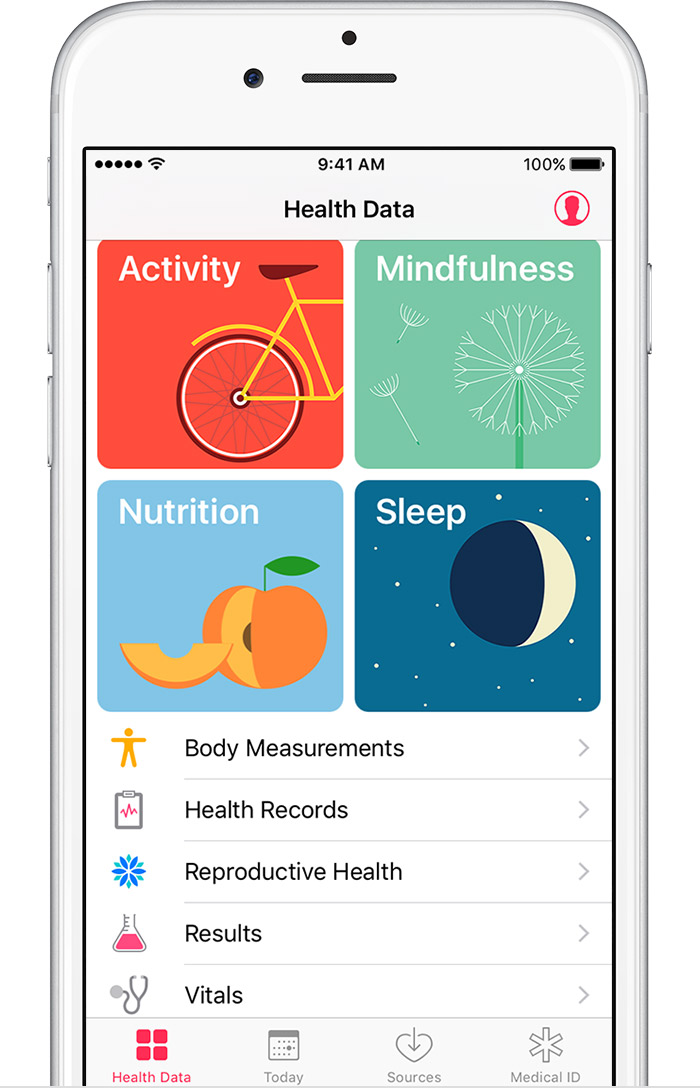 9:41 AM 100%
Health Data
Activity Mindfulness
Nutrition Sleep
Body Measurements
Health Records
Reproductive Health
Results
Vitals
Health Data Today Sources Medical ID